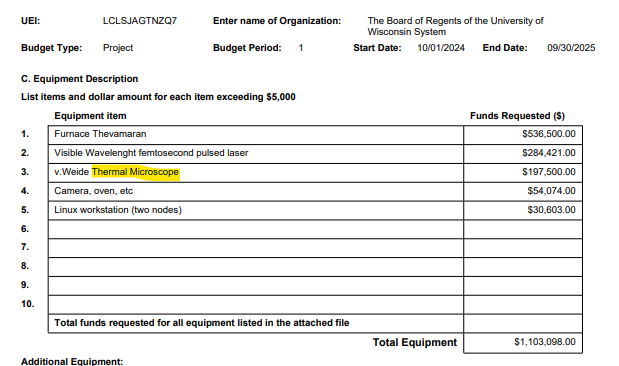 UEI: LCLSJAGTNZQ7 Enter name of Organization: The Board of Regents of the University of
Wisconsin System
Budget Type: Project Budget Period: 1 Start Date: 10/01/2024 End Date: 09/30/2025
C. Equipment Description
List items and dollar amount for each item exceeding $5,000
Equipment item Funds Requested ($)
1. Furnace Thevamaran $536,500.00
2. Visible Wavelenght femtosecond pulsed laser $284,421.00
3. v.Weide Thermal Microscope $197,500.00
4. Camera, oven, etc $54,074.00
5. Linux workstation (two nodes) $30,603.00
6.
7.
8.
9.
10.
Total funds requested for all equipment listed in the attached file
Total Equipment $1,103,098.00
Additional Equipment: